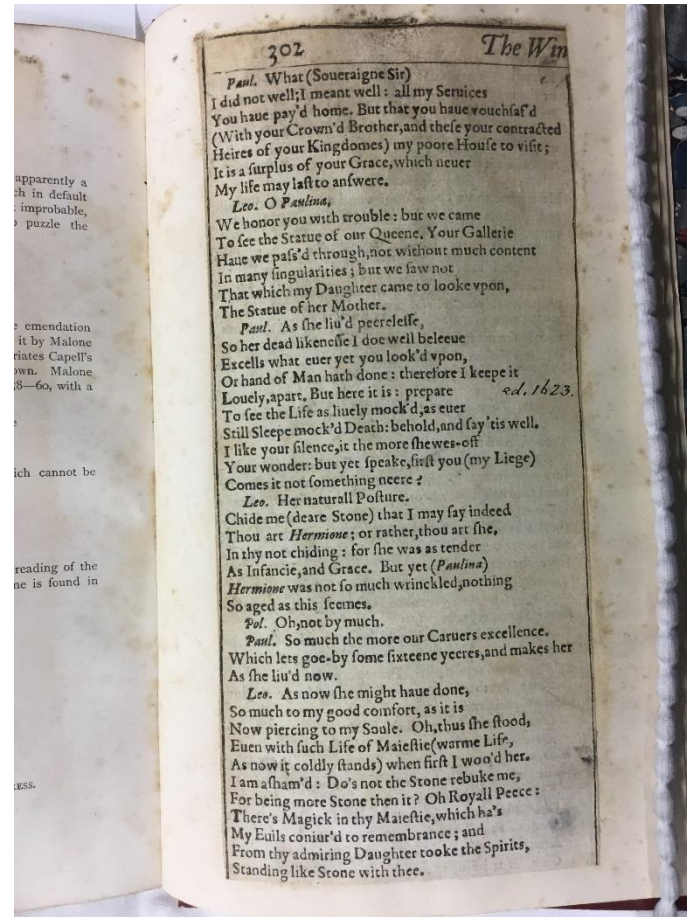 apparently a
ch in default
improbable,
puzzle the
emendation
it by Malone
riates Capell's
own. Malone
58—60, with a
ich cannot be
reading of the
ne is found in
ESS.
302
The Win
Paul. What (Soueraigne Sir)
I did not well; I meant well: all my Seruices
You haue pay'd home. But that you haue vouchſaf'd
(With your Crown'd Brother, and theſe your contracted
Heires of your Kingdomes) my poore Houſe to viſit;
It is a ſurplus of your Grace, which neuer
My life may laſt to anſwere.
Leo. O Paulina,
We honor you with trouble: but we came
To ſee the Statue of our Queene. Your Gallerie
Haue we paſs'd through, not without much content
In many ſingularities; but we ſaw not
That which my Daughter came to looke vpon,
The Statue of her Mother.
Paul. As ſhe liu'd peereleſſe,
So her dead likeneſſe I doe well beleeue
Excells what euer yet you look'd vpon,
Or hand of Man hath done: therefore I keepe it
Louely, apart. But here it is: prepare
ed. 1623.
To ſee the Life as liuely mock'd, as euer
Still Sleepe mock'd Death: behold, and ſay 'tis well.
I like your ſilence, it the more ſhewes-off
Your wonder: but yet ſpeake, firſt you (my Liege)
Comes it not ſomething neere?
Leo. Her naturall Poſture.
Chide me (deare Stone) that I may ſay indeed
Thou art Hermione; or rather, thou art ſhe,
In thy not chiding: for ſhe was as tender
As Infancie, and Grace. But yet (Paulina)
Hermione was not ſo much wrinckled, nothing
So aged as this ſeemes.
Pol. Oh, not by much.
Paul. So much the more our Caruers excellence,
Which lets goe-by ſome ſixteene yeeres, and makes her
As ſhe liu'd now.
Leo. As now ſhe might haue done,
So much to my good comfort, as it is
Now piercing to my Soule. Oh, thus ſhe ſtood,
Euen with ſuch Life of Maieſtie (warme Life,
As now it coldly ſtands) when firſt I woo'd her.
I am aſham'd: Do's not the Stone rebuke me,
For being more Stone then it? Oh Royall Peece:
There's Magick in thy Maieſtie, which ha's
My Euils coniur'd to remembrance; and
From thy admiring Daughter tooke the Spirits,
Standing like Stone with thee.